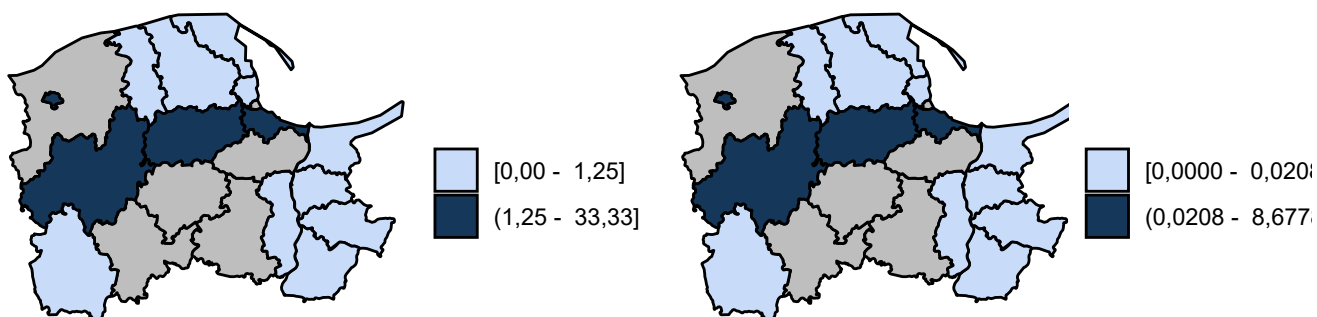 [0,00 - 1,25]
(1,25 - 33,33]
[0,0000 - 0,0208
(0,0208 - 8,677